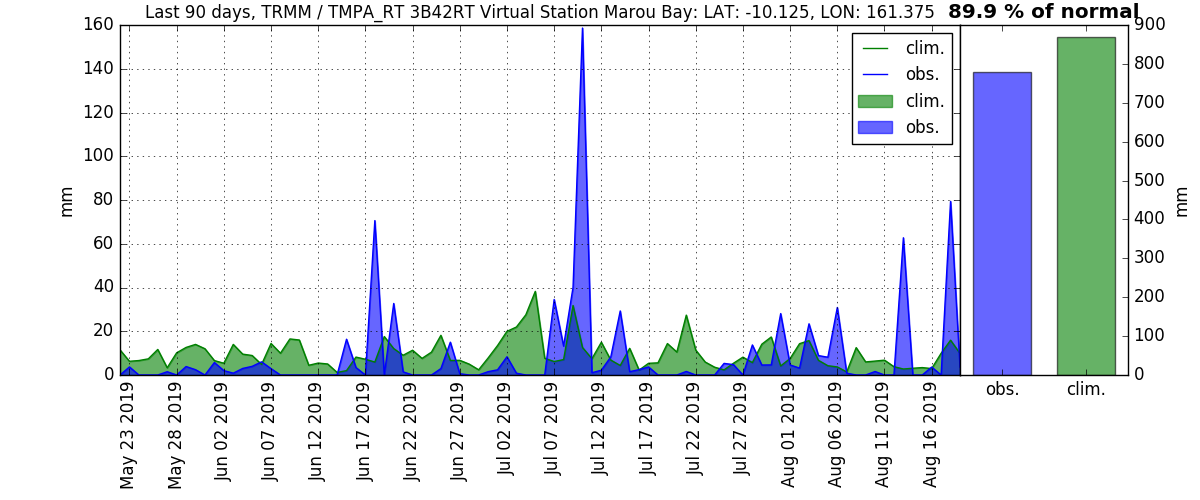 Last 90 days, TRMM / TMPA_RT 3B42RT Virtual Station Marou Bay: LAT: -10.125, LON: 161.375
89.9 % of normal
mm
160
140
120
100
80
60
40
20
0
clim.
obs.
clim.
obs.
900
800
700
600
500
400
300
200
100
0
mm
May 23 2019
May 28 2019
Jun 02 2019
Jun 07 2019
Jun 12 2019
Jun 17 2019
Jun 22 2019
Jun 27 2019
Jul 02 2019
Jul 07 2019
Jul 12 2019
Jul 17 2019
Jul 22 2019
Jul 27 2019
Aug 01 2019
Aug 06 2019
Aug 11 2019
Aug 16 2019
obs.
clim.